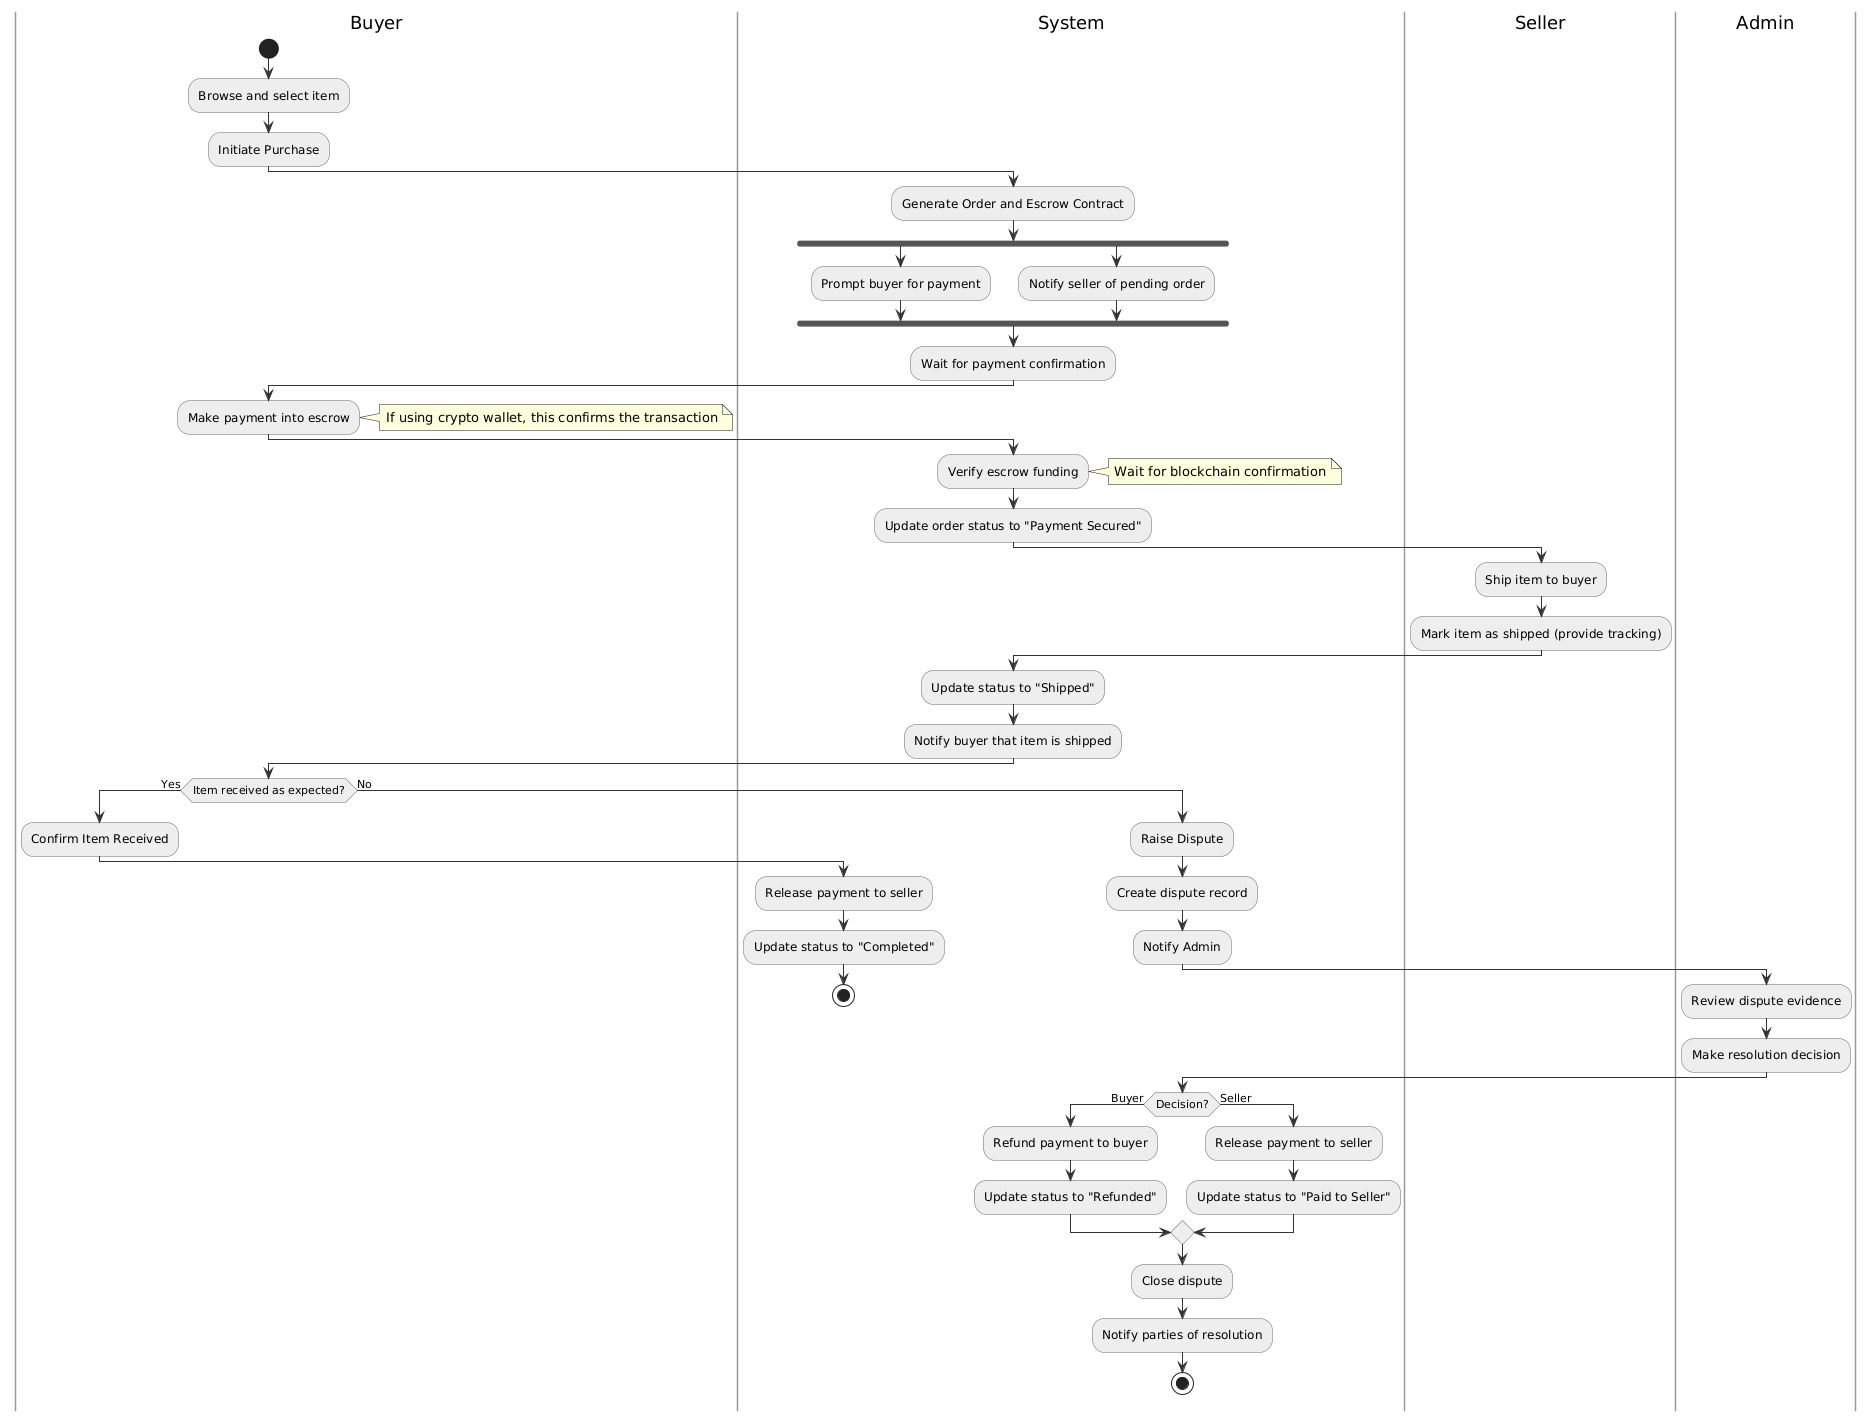 Buyer
System
Seller
Admin
Browse and select item
Initiate Purchase
Generate Order and Escrow Contract
Prompt buyer for payment
Notify seller of pending order
Wait for payment confirmation
Make payment into escrow
If using crypto wallet, this confirms the transaction
Verify escrow funding
Wait for blockchain confirmation
Update order status to "Payment Secured"
Ship item to buyer
Mark item as shipped (provide tracking)
Update status to "Shipped"
Notify buyer that item is shipped
Yes
Item received as expected?
No
Confirm Item Received
Raise Dispute
Release payment to seller
Create dispute record
Update status to "Completed"
Notify Admin
Review dispute evidence
Make resolution decision
Buyer
Decision?
Seller
Refund payment to buyer
Release payment to seller
Update status to "Refunded"
Update status to "Paid to Seller"
Close dispute
Notify parties of resolution